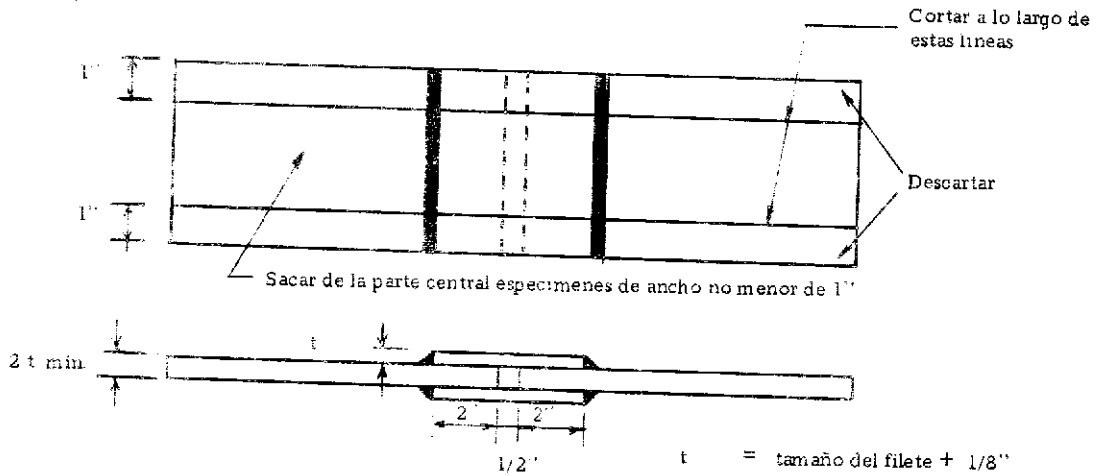 Cortar a lo largo de
estas lineas
1"
Descartar
1"
Sacar de la parte central especimenes de ancho no menor de 1"
t
2 t min.
2"
2"
1/2"
t = tamaño del filete + 1/8"